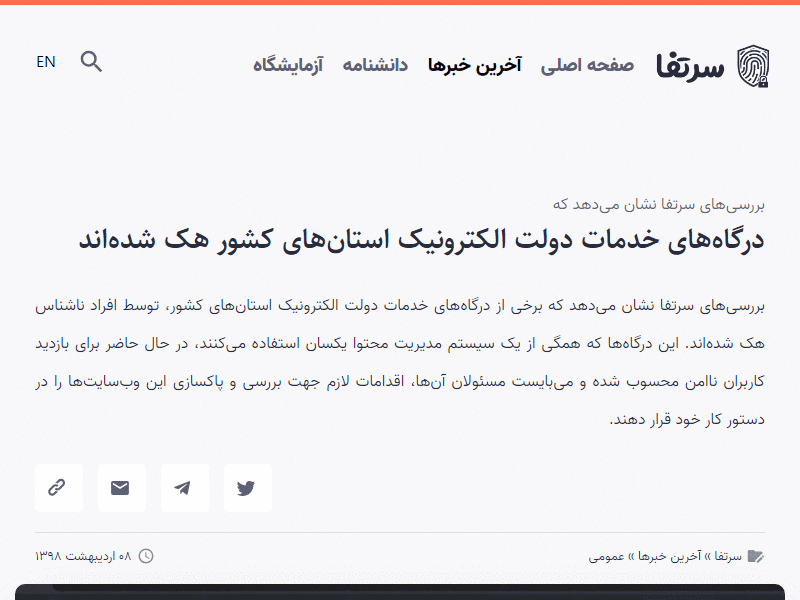 سرتفا
صفحه اصلی آخرین خبرها دانشنامه آزمایشگاه
EN
بررسی‌های سرتفا نشان می‌دهد که
درگاه‌های خدمات دولت الکترونیک استان‌های کشور هک شده‌اند
بررسی‌های سرتفا نشان می‌دهد که برخی از درگاه‌های خدمات دولت الکترونیک استان‌های کشور، توسط افراد ناشناس
هک شده‌اند. این درگاه‌ها که همگی از یک سیستم مدیریت محتوا یکسان استفاده می‌کنند، در حال حاضر برای بازدید
کاربران ناامن محسوب شده و می‌بایست مسئولان آن‌ها، اقدامات لازم جهت بررسی و پاکسازی این وب‌سایت‌ها را در
دستور کار خود قرار دهند.
سرتفا » آخرین خبرها » عمومی
۰۸ اردیبهشت ۱۳۹۸